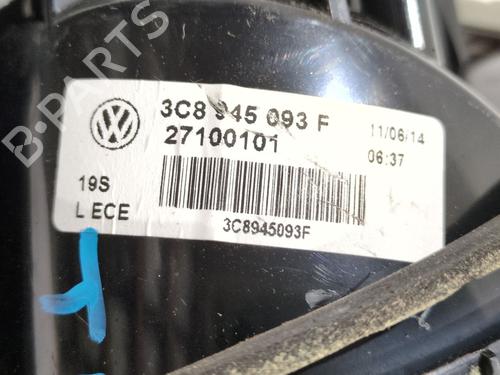 B-PARTS
3C8 945 093 F
27100101
11/06/14
06:37
19S
L ECE
3C8945093F